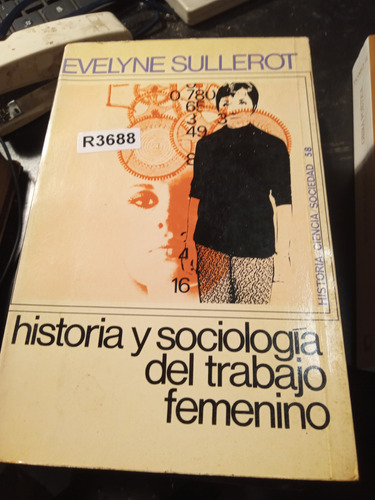 EVELYNE SULLEROT
0.780
65
3 3
49
8
R3688
4
16
HISTORIA CIENCIA SOCIEDAD 58
historia y sociología
del trabajo
femenino